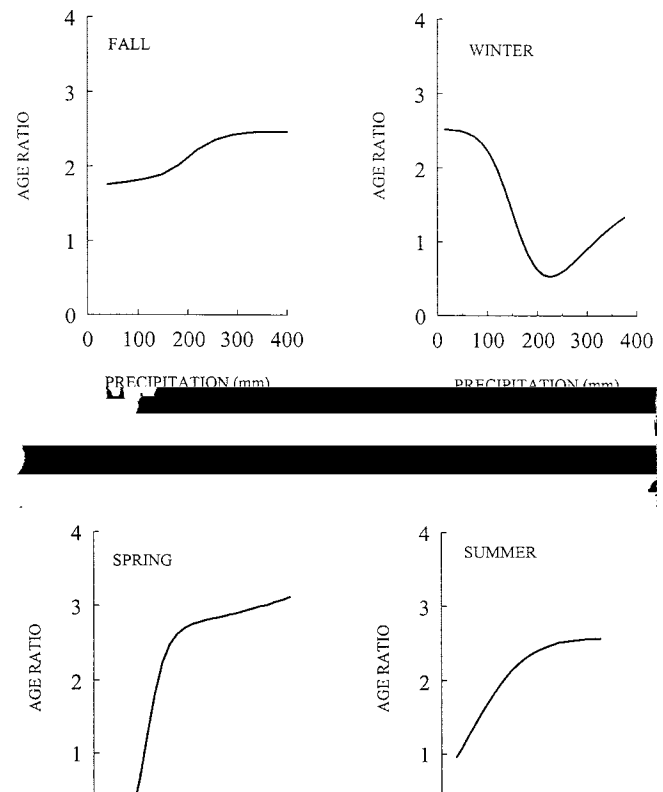 4 4
FALL WINTER
3 3
AGE RATIO AGE RATIO
2 2
1 1
0 0
0 100 200 300 400 0 100 200 300 400
PRECIPITATION (mm) PRECIPITATION (mm)
4 4
SPRING SUMMER
3 3
AGE RATIO AGE RATIO
2 2
1 1